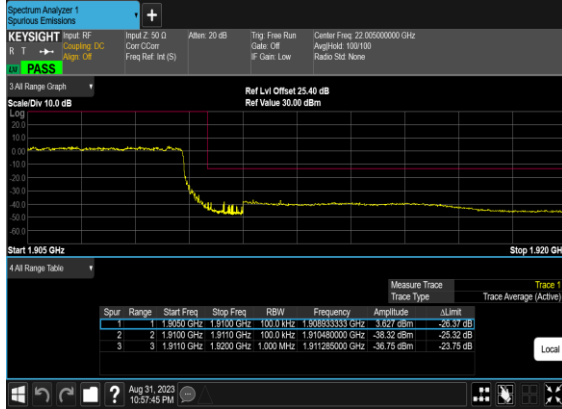 Spectrum Analyzer 1
Spurious Emissions
+
KEYSIGHT Input: RF Input Z: 50 Ω Atten: 20 dB Trig: Free Run Center Freq: 22.005000000 GHz
R T Coupling: DC Corr CCorr Gate: Off Avg|Hold: 100/100
Align: Off Freq Ref: Int (S) IF Gain: Low Radio Std: None
PASS
3 All Range Graph
Ref Lvl Offset 25.40 dB
Scale/Div 10.0 dB Ref Value 30.00 dBm
Log
20.0
10.0
0.00
-10.0
-20.0
-30.0
-40.0
-50.0
-60.0
Start 1.905 GHz Stop 1.920 GH
4 All Range Table
Measure Trace Trace 1
Trace Type Trace Average (Active)
Spur Range Start Freq Stop Freq RBW Frequency Amplitude ΔLimit
1 1 1.9050 GHz 1.9100 GHz 100.0 kHz 1.908933333 GHz 3.627 dBm -26.37 dB
2 2 1.9100 GHz 1.9110 GHz 100.0 kHz 1.910480000 GHz -38.32 dBm -25.32 dB
3 3 1.9110 GHz 1.9200 GHz 1.000 MHz 1.911285000 GHz -36.75 dBm -23.75 dB
Local
? Aug 31, 2023
10:57:45 PM